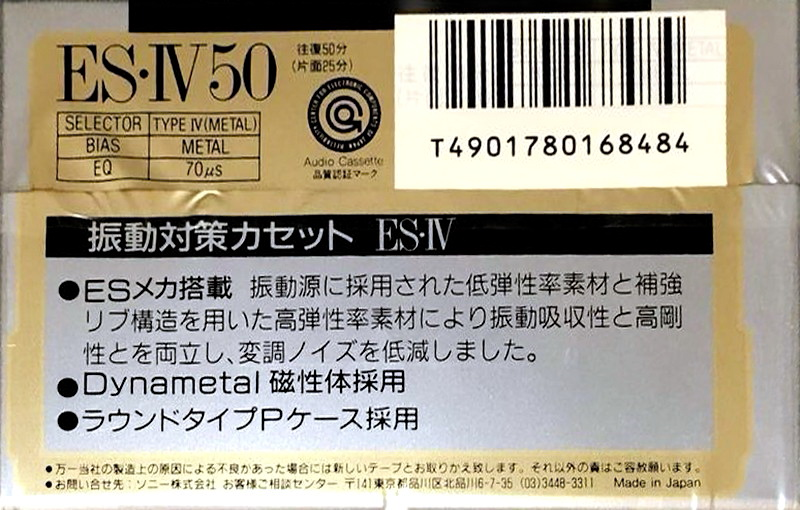 ES・Ⅳ50
往復50分
(片面25分)
SELECTOR TYPE Ⅳ(METAL)
BIAS METAL
EQ 70μs
Audio Cassette
品質認証マーク
T4901780168484
振動対策カセット ES・Ⅳ
●ESメカ搭載 振動源に採用された低弾性率素材と補強
リブ構造を用いた高弾性率素材により振動吸収性と高剛
性とを両立し、変調ノイズを低減しました。
●Dynametal 磁性体採用
●ラウンドタイプPケース採用
●万一当社の製造上の原因による不良があった場合には新しいテープとお取りかえ致します。それ以外の責はご容赦願います。
●お問い合せ先：ソニー株式会社 お客様ご相談センター 〒141東京都品川区北品川6-7-35 (03)3448-3311 Made in Japan